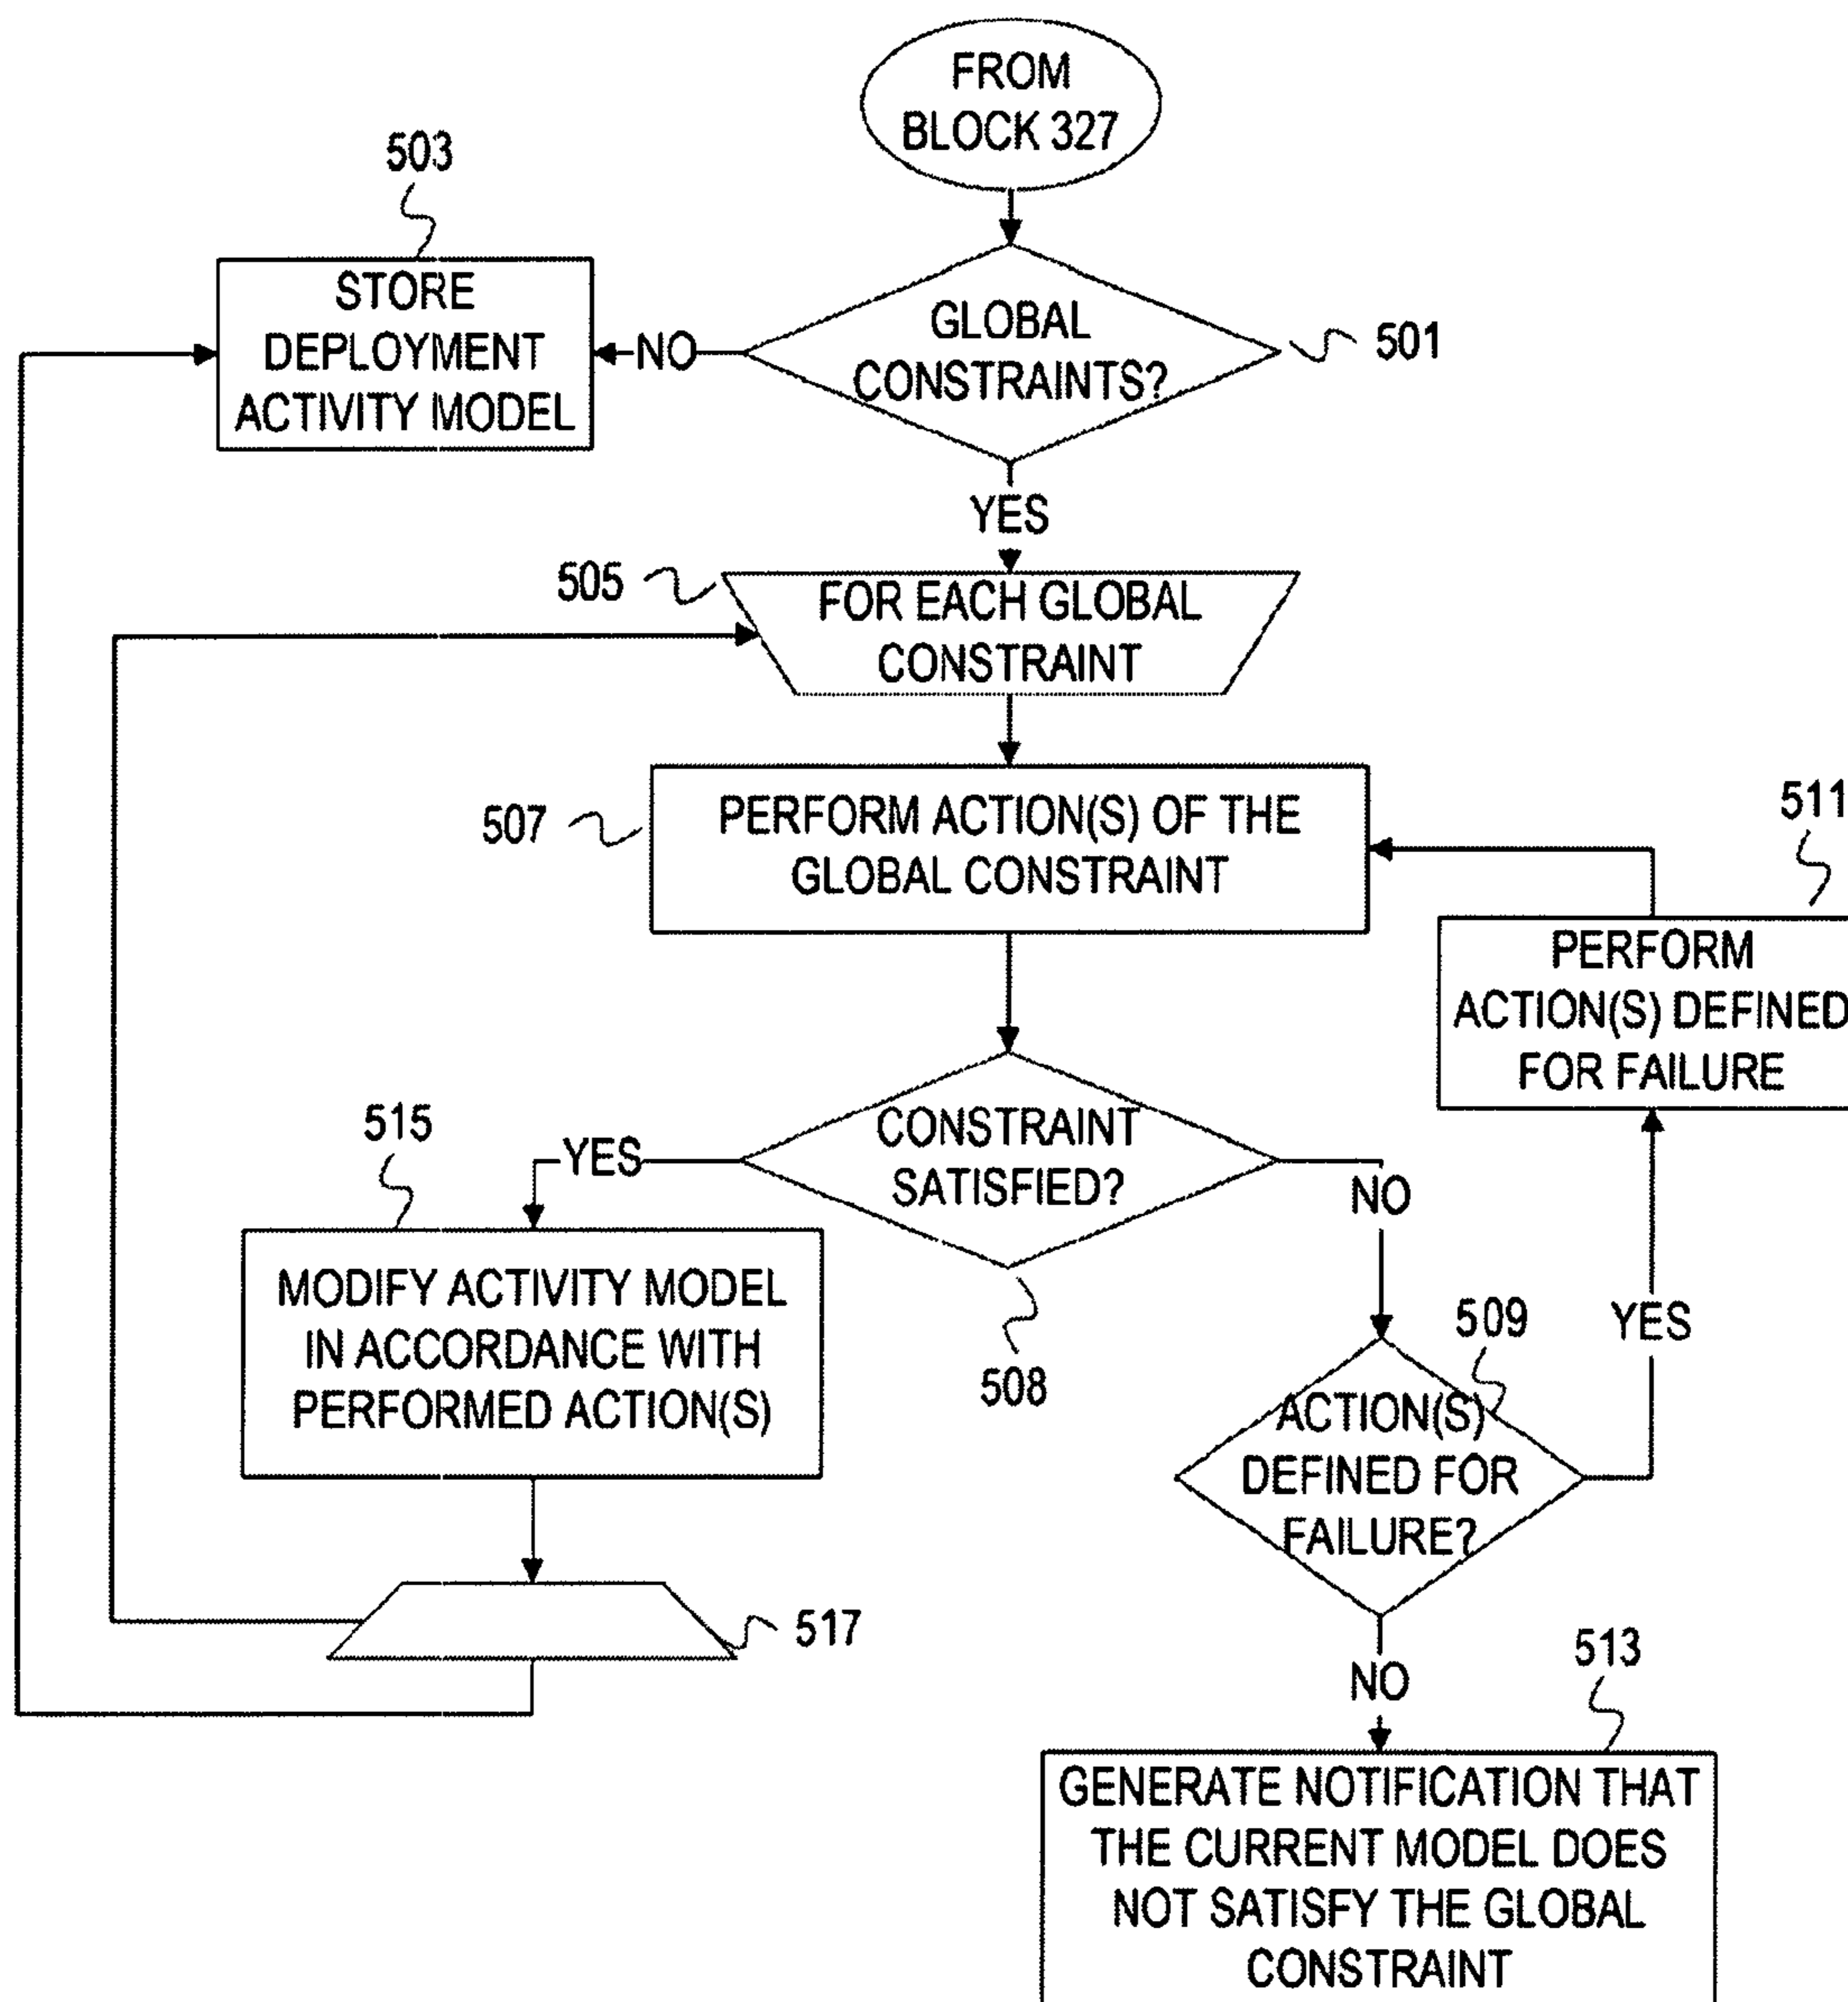 FROM
BLOCK 327
503
STORE
DEPLOYMENT
ACTIVITY MODEL
NO
GLOBAL
CONSTRAINTS?
501
YES
505
FOR EACH GLOBAL
CONSTRAINT
507
PERFORM ACTION(S) OF THE
GLOBAL CONSTRAINT
511
PERFORM
ACTION(S) DEFINED
FOR FAILURE
515
YES
CONSTRAINT
SATISFIED?
NO
508
MODIFY ACTIVITY MODEL
IN ACCORDANCE WITH
PERFORMED ACTION(S)
509
YES
ACTION(S)
DEFINED FOR
FAILURE?
517
NO
513
GENERATE NOTIFICATION THAT
THE CURRENT MODEL DOES
NOT SATISFY THE GLOBAL
CONSTRAINT